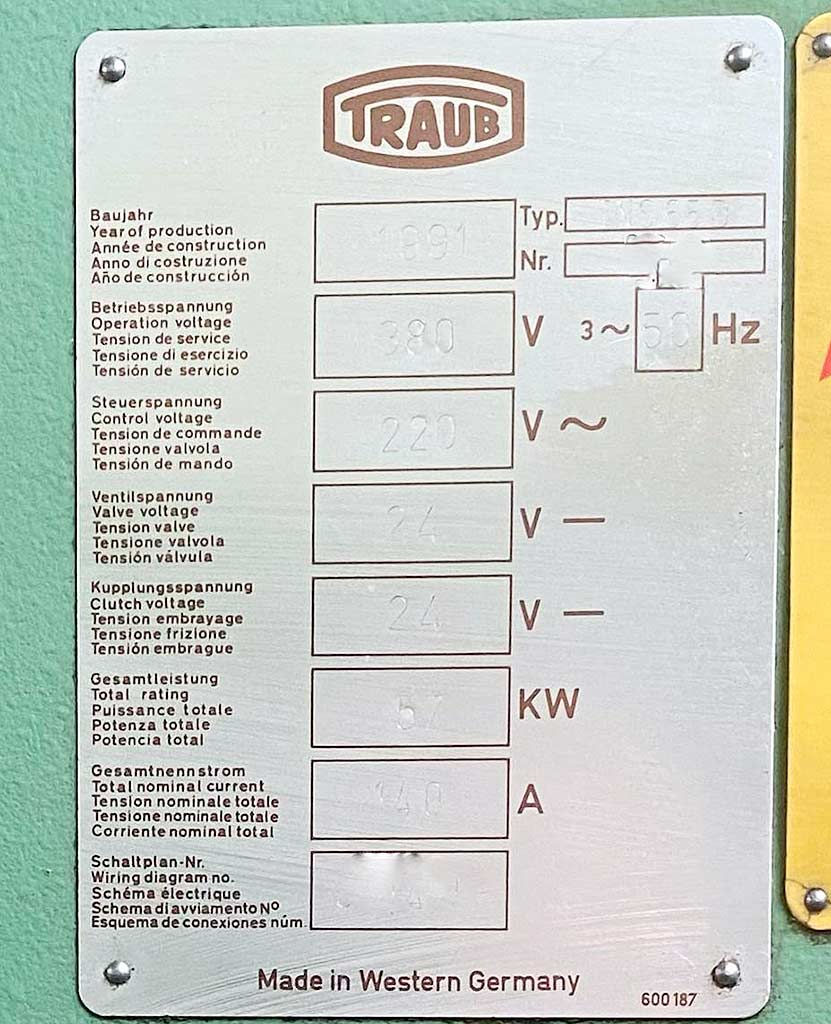 TRAUB
Baujahr
Year of production
Année de construction
Anno di costruzione
Año de construcción
1991
Typ.
Nr.
Betriebsspannung
Operation voltage
Tension de service
Tensione di esercizio
Tensión de servicio
380 V 3~ 50 Hz
Steuerspannung
Control voltage
Tension de commande
Tensione valvola
Tensión de mando
220 V ~
Ventilspannung
Valve voltage
Tension valve
Tensione valvola
Tensión válvula
24 V —
Kupplungsspannung
Clutch voltage
Tension embrayage
Tensione frizione
Tensión embrague
24 V —
Gesamtleistung
Total rating
Puissance totale
Potenza totale
Potencia total
57 KW
Gesamtnennstrom
Total nominal current
Tension nominale totale
Tensione nominale totale
Corriente nominal total
140 A
Schaltplan-Nr.
Wiring diagram no.
Schéma électrique
Schema di avviamento Nº
Esquema de conexiones núm.
Made in Western Germany
600187